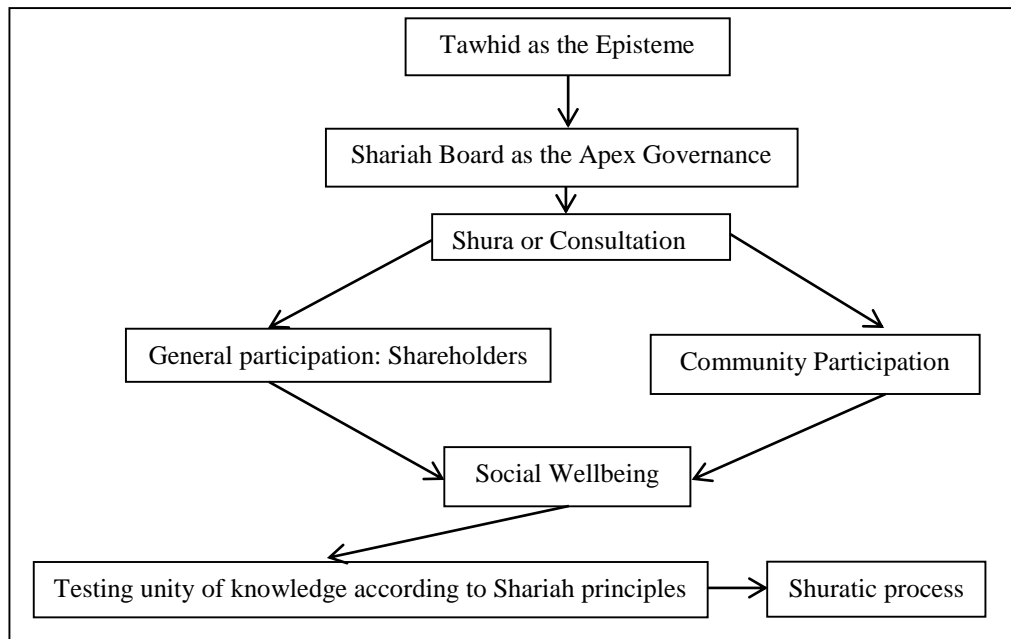 Tawhid as the Episteme
Shariah Board as the Apex Governance
Shura or Consultation
General participation: Shareholders
Community Participation
Social Wellbeing
Testing unity of knowledge according to Shariah principles
Shuratic process